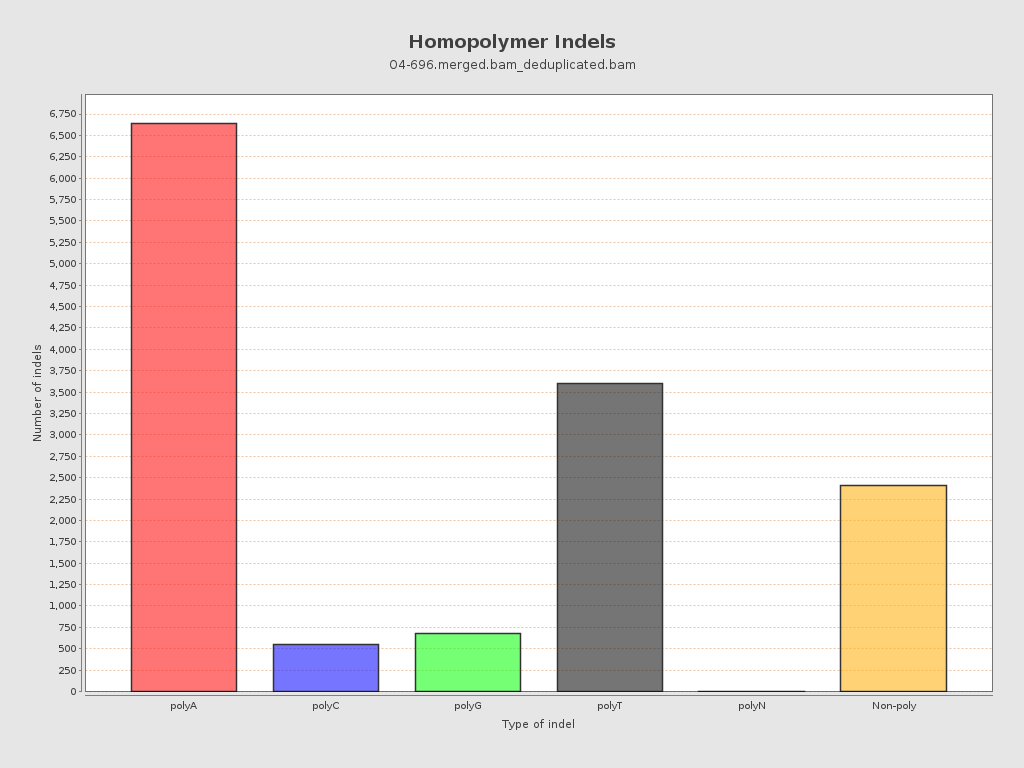 Homopolymer Indels
04-696.merged.bam_deduplicated.bam
Number of indels
6,750
6,500
6,250
6,000
5,750
5,500
5,250
5,000
4,750
4,500
4,250
4,000
3,750
3,500
3,250
3,000
2,750
2,500
2,250
2,000
1,750
1,500
1,250
1,000
750
500
250
0
polyA
polyC
polyG
polyT
polyN
Non-poly
Type of indel